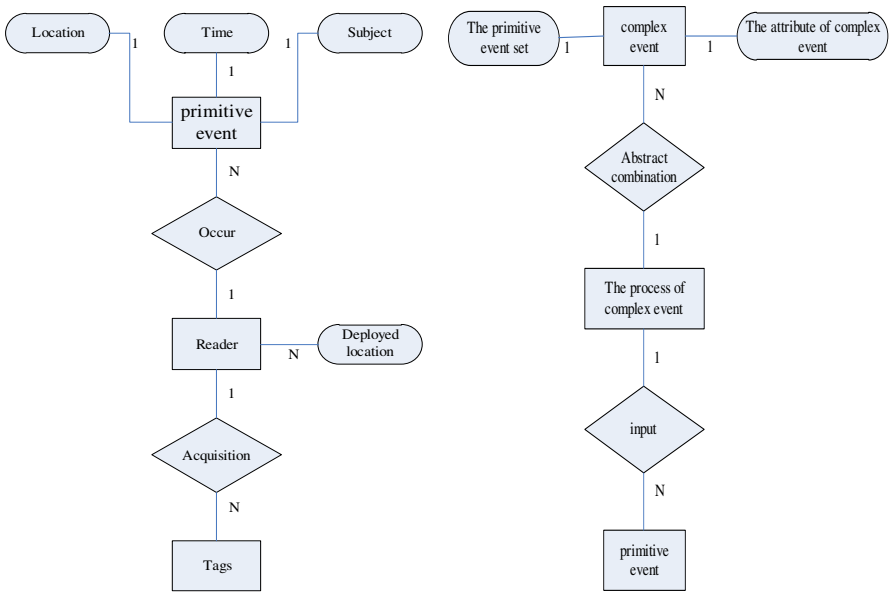 Location
Time
Subject
1
1
1
primitive
event
N
Occur
1
Reader
N
Deployed
location
1
Acquisition
N
Tags
The primitive
event set
1
complex
event
1
The attribute of complex
event
N
Abstract
combination
1
The process of
complex event
1
input
N
primitive
event